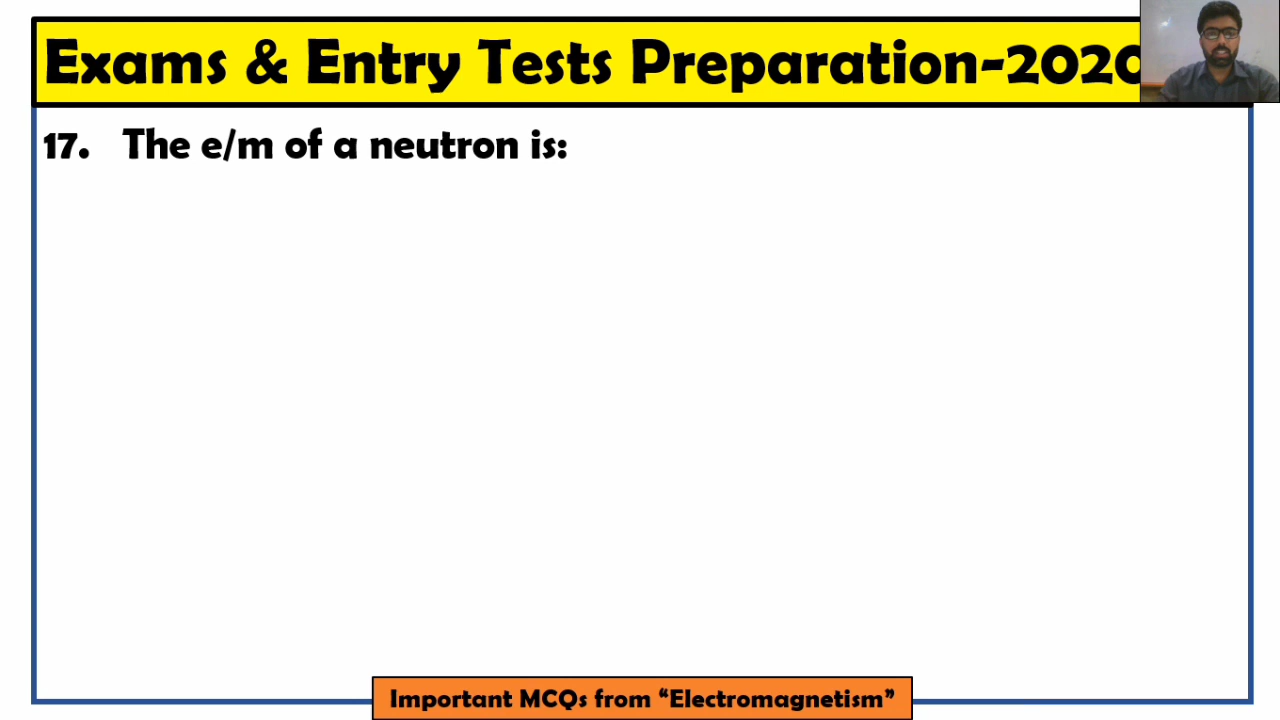 Exams & Entry Tests Preparation-2020
17. The e/m of a neutron is:
Important MCQs from “Electromagnetism”